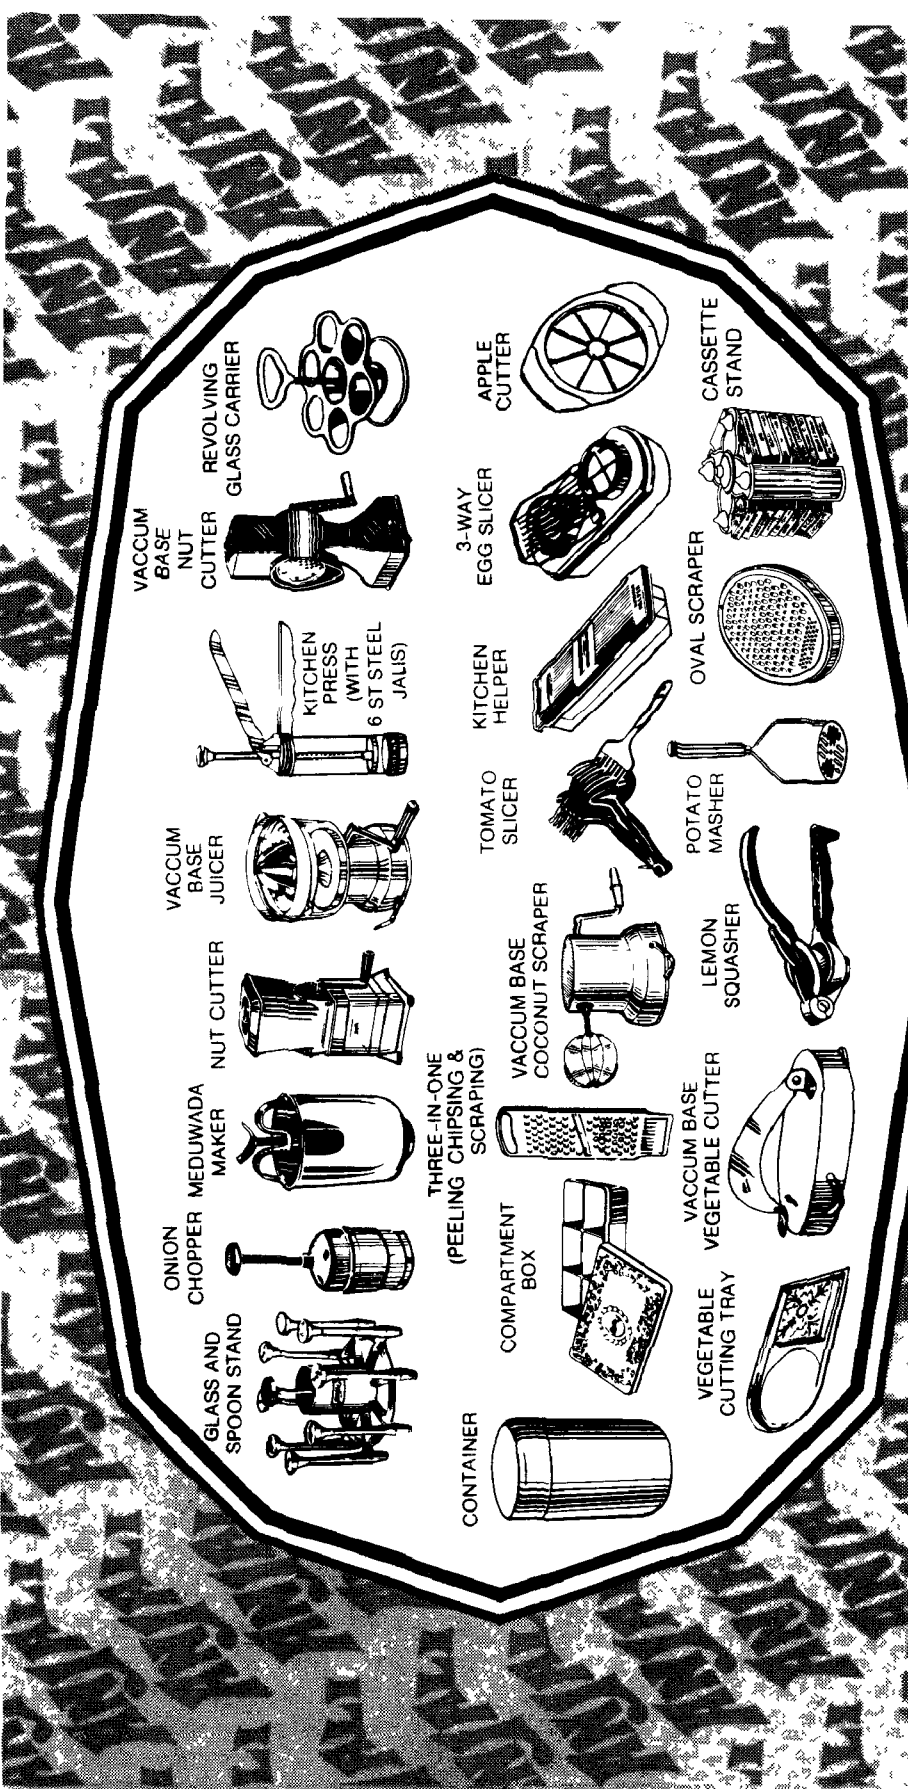 ANJALI
GLASS AND
SPOON STAND
ONION
CHOPPER
MEDUWADA
MAKER
NUT CUTTER
VACCUM
BASE
JUICER
KITCHEN
PRESS
(WITH
6 ST STEEL
JALIS)
VACCUM
BASE
NUT
CUTTER
REVOLVING
GLASS CARRIER
CONTAINER
COMPARTMENT
BOX
THREE-IN-ONE
(PEELING CHIPSING &
SCRAPING)
VACCUM BASE
COCONUT SCRAPER
TOMATO
SLICER
KITCHEN
HELPER
3-WAY
EGG SLICER
APPLE
CUTTER
VEGETABLE
CUTTING TRAY
VACCUM BASE
VEGETABLE CUTTER
LEMON
SQUASHER
POTATO
MASHER
OVAL SCRAPER
CASSETTE
STAND